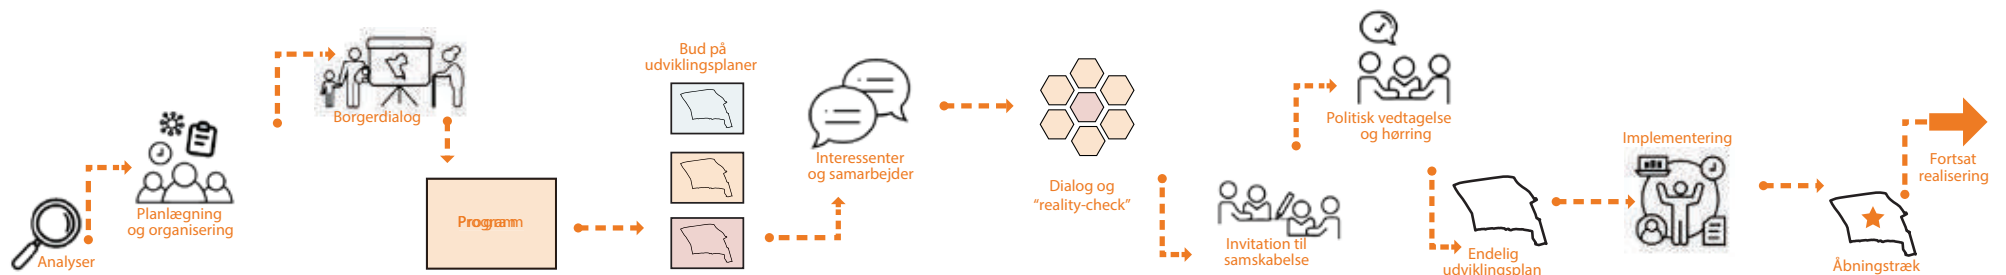 Analyser
Planlægning
og organisering
Borgerdialog
Program
Bud på
udviklingsplaner
Interessenter
og samarbejder
Dialog og
“reality-check”
Invitation til
samskabelse
Politisk vedtagelse
og høring
Endelig
udviklingsplan
Implementering
Åbningstræk
Fortsat
realisering